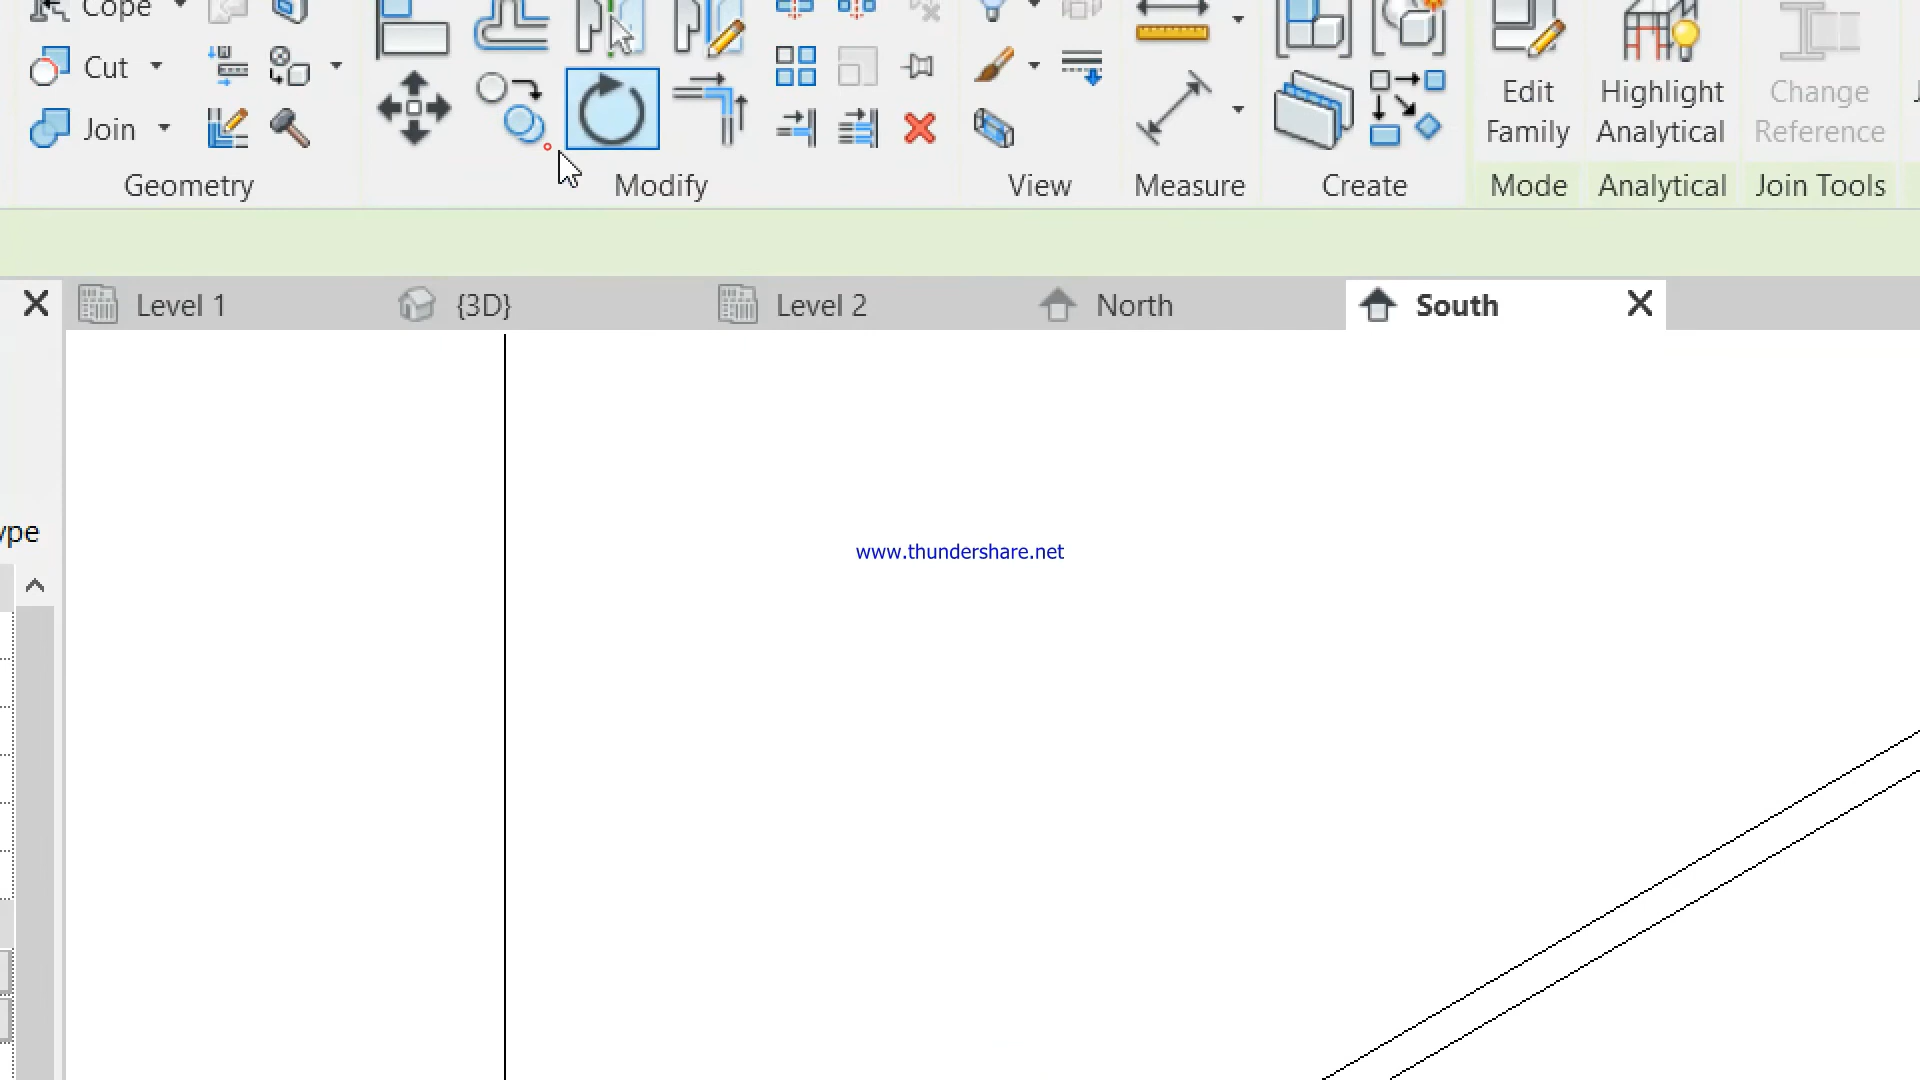 Cope
Cut
Join
Edit
Family
Highlight
Analytical
Change
Reference
Geometry
Modify
View
Measure
Create
Mode
Analytical
Join Tools
Level 1
{3D}
Level 2
North
South
www.thundershare.net
ype